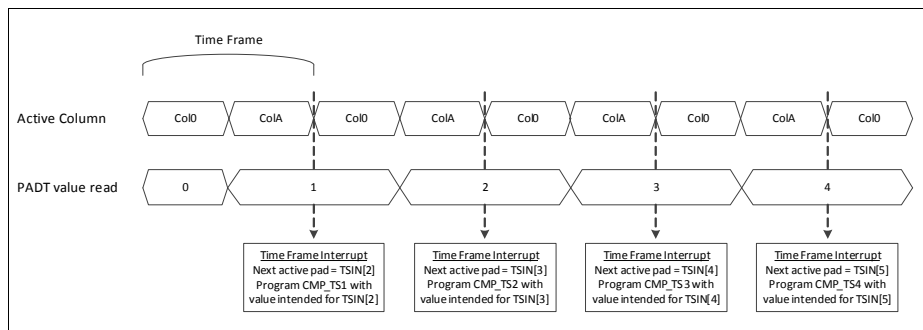 Time Frame
Active Column
Col0
ColA
Col0
ColA
Col0
ColA
Col0
ColA
Col0
PADT value read
0
1
2
3
4
Time Frame Interrupt
Next active pad = TSIN[2]
Program CMP_TS1 with
value intended for TSIN[2]
Time Frame Interrupt
Next active pad = TSIN[3]
Program CMP_TS2 with
value intended for TSIN[3]
Time Frame Interrupt
Next active pad = TSIN[4]
Program CMP_TS3 with
value intended for TSIN[4]
Time Frame Interrupt
Next active pad = TSIN[5]
Program CMP_TS4 with
value intended for TSIN[5]